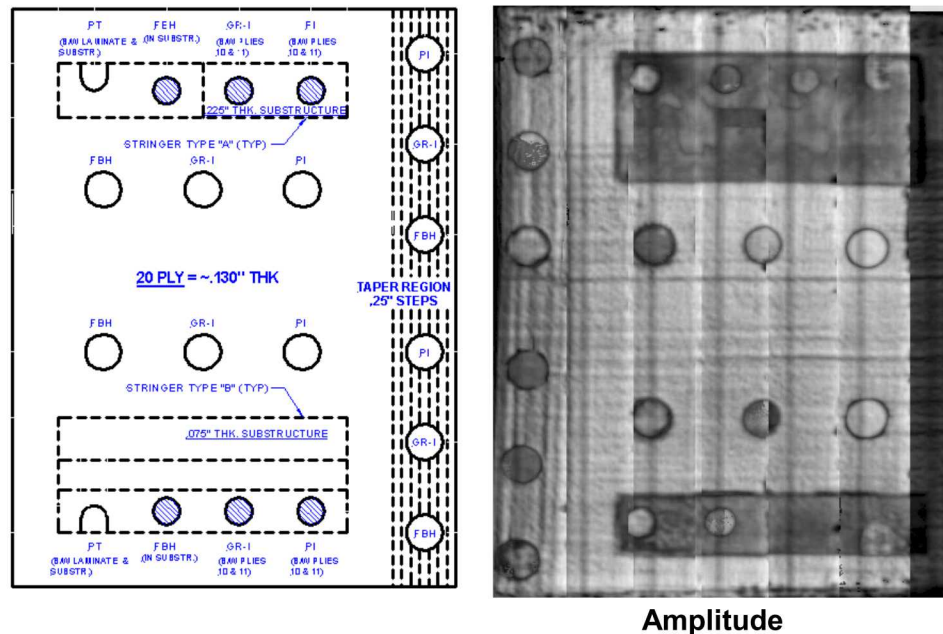 PT
(B/W LAMINATE &
SUBSTR.)
FBH
(IN SUBSTR.)
GR-I
(B/W PLIES
10 & 11)
PI
(B/W PLIES
10 & 11)
.225" THK. SUBSTRUCTURE
STRINGER TYPE "A" (TYP)
FBH
GR-I
PI
20 PLY = ~.130" THK
PI
GR-I
FBH
TAPER REGION
.25" STEPS
PI
GR-I
FBH
FBH
GR-I
PI
STRINGER TYPE "B" (TYP)
.075" THK. SUBSTRUCTURE
PT
(B/W LAMINATE &
SUBSTR.)
FBH
(IN SUBSTR.)
GR-I
(B/W PLIES
10 & 11)
PI
(B/W PLIES
10 & 11)
Amplitude